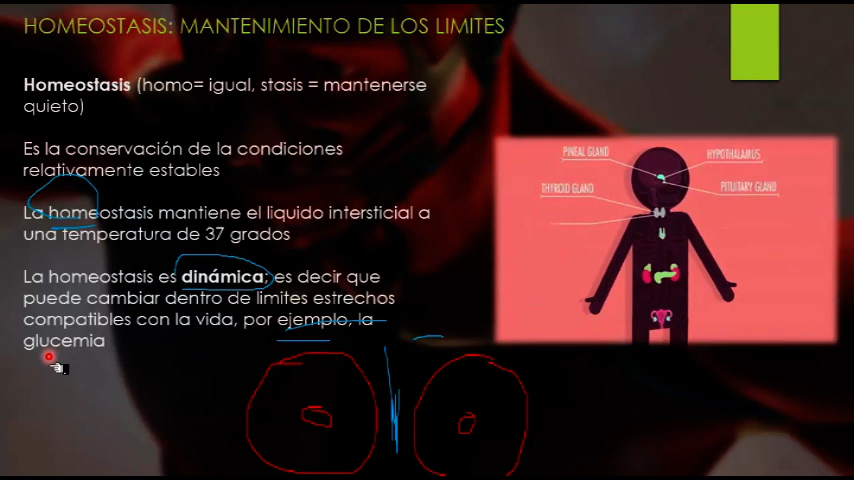 HOMEOSTASIS: MANTENIMIENTO DE LOS LIMITES
Homeostasis (homo= igual, stasis = mantenerse
quieto)
Es la conservación de la condiciones
relativamente estables
La homeostasis mantiene el liquido intersticial a
una temperatura de 37 grados
La homeostasis es dinámica; es decir que
puede cambiar dentro de limites estrechos
compatibles con la vida, por ejemplo, la
glucemia
PINEAL GLAND
HYPOTHALAMUS
THYROID GLAND
PITUITARY GLAND